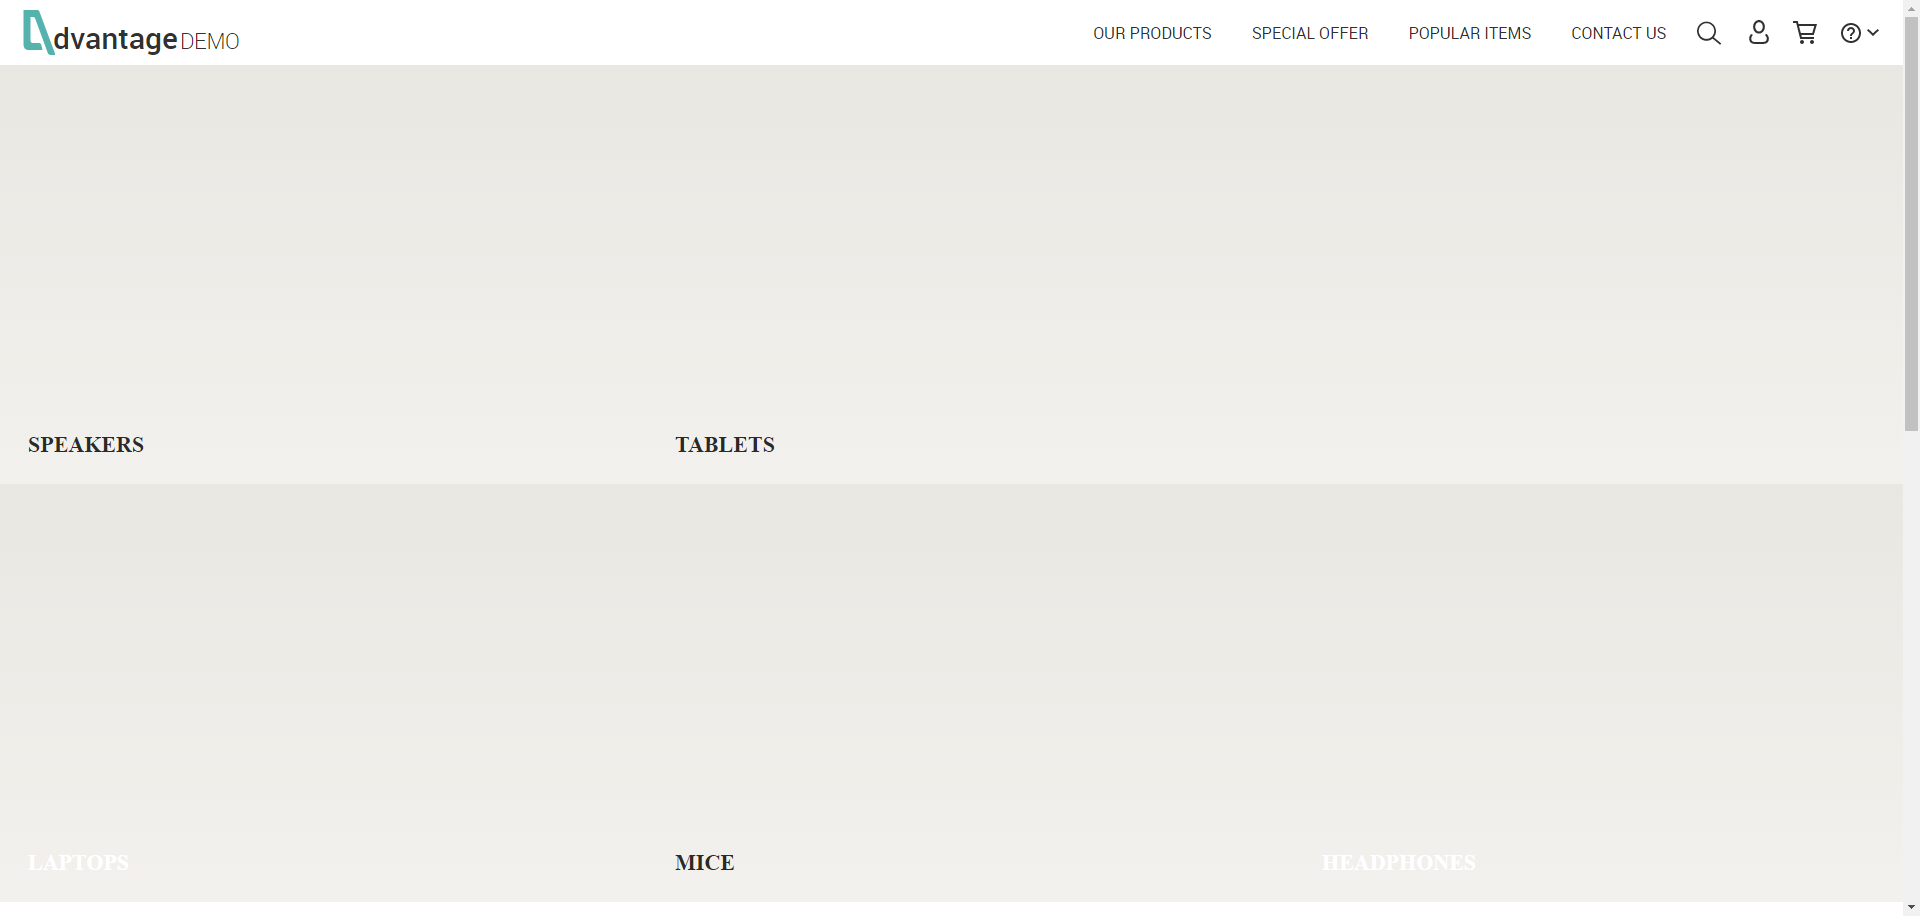 dvantage DEMO
OUR PRODUCTS SPECIAL OFFER POPULAR ITEMS CONTACT US
SPEAKERS TABLETS
LAPTOPS MICE HEADPHONES